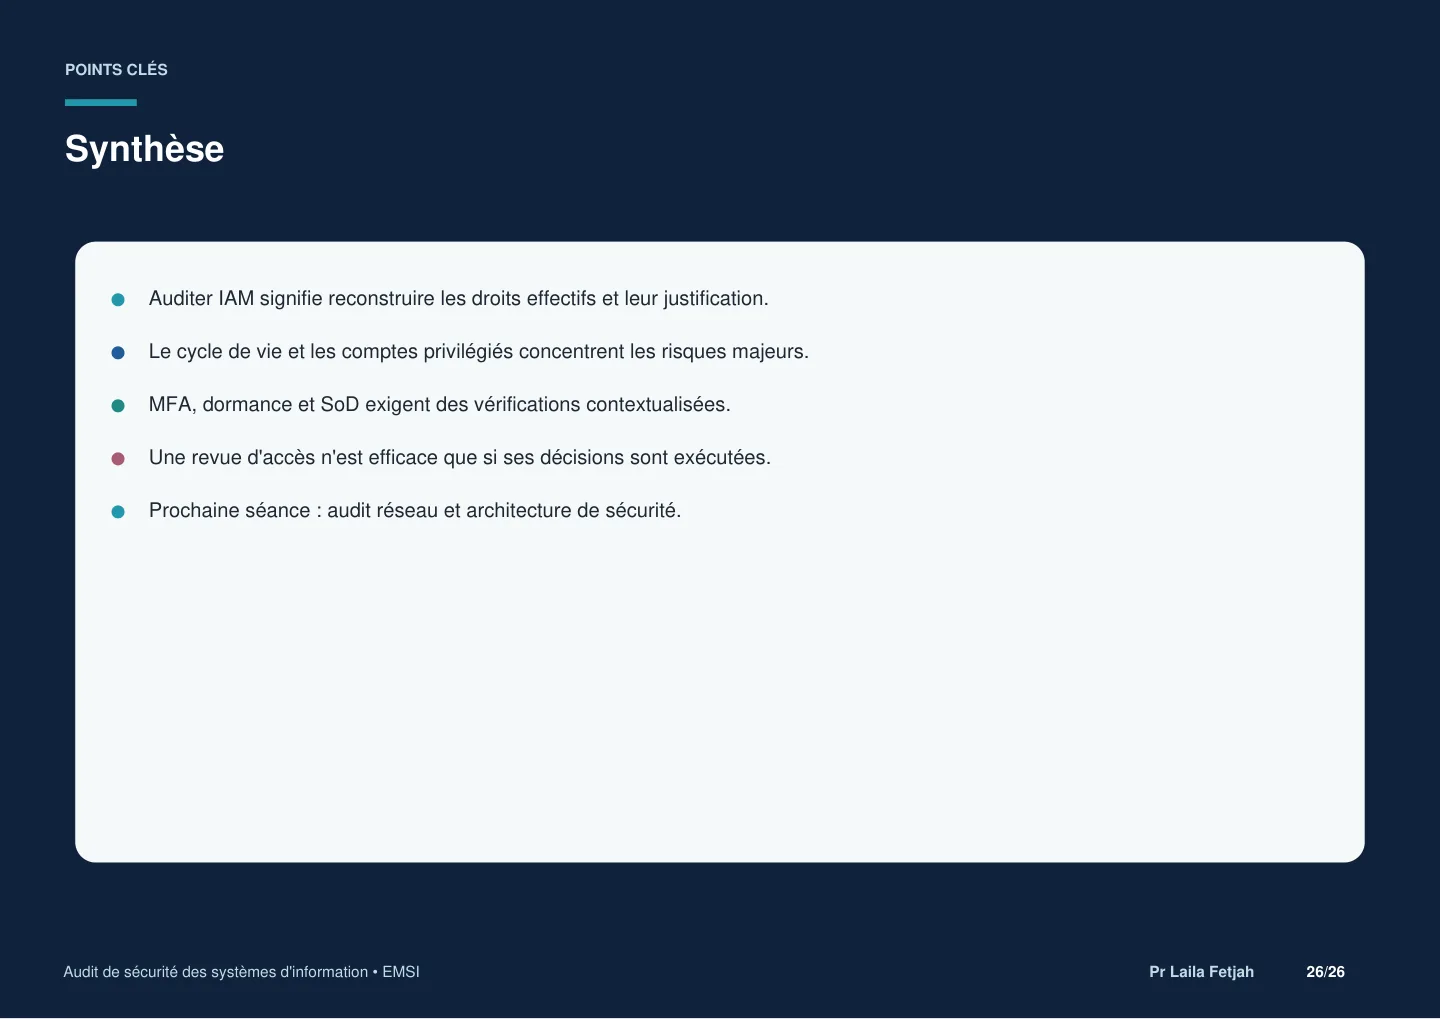 POINTS CLÉS
Synthèse
Auditer IAM signifie reconstruire les droits effectifs et leur justification.
Le cycle de vie et les comptes privilégiés concentrent les risques majeurs.
MFA, dormance et SoD exigent des vérifications contextualisées.
Une revue d'accès n'est efficace que si ses décisions sont exécutées.
Prochaine séance : audit réseau et architecture de sécurité.
Audit de sécurité des systèmes d'information • EMSI
Pr Laila Fetjah
26/26